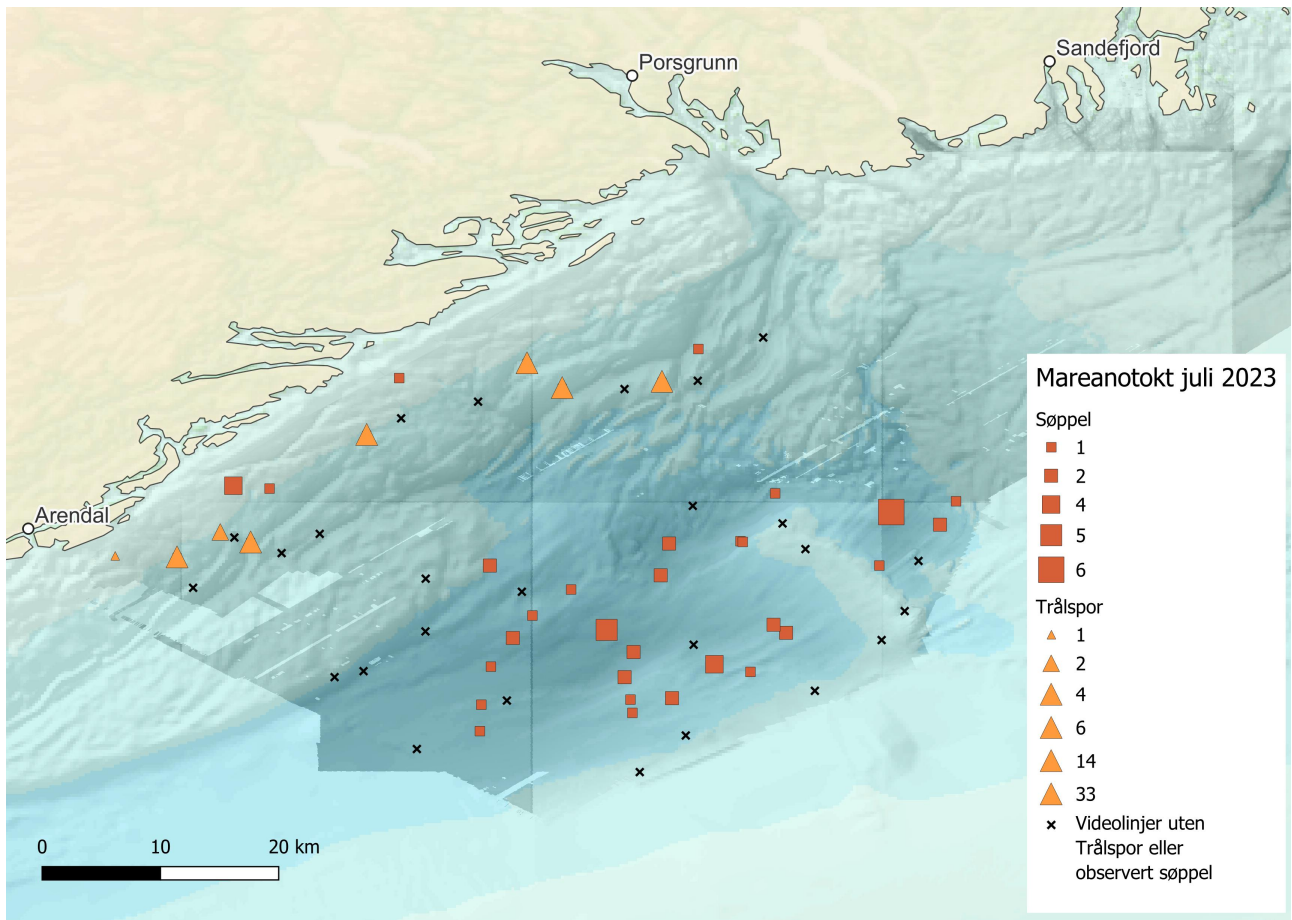 Sandefjord
Porsgrunn
Arendal
Mareanotokt juli 2023
Søppel
1
2
4
5
6
Trålspor
1
2
4
6
14
33
Videolinjer uten
Trålspor eller
observert søppel
0 10 20 km